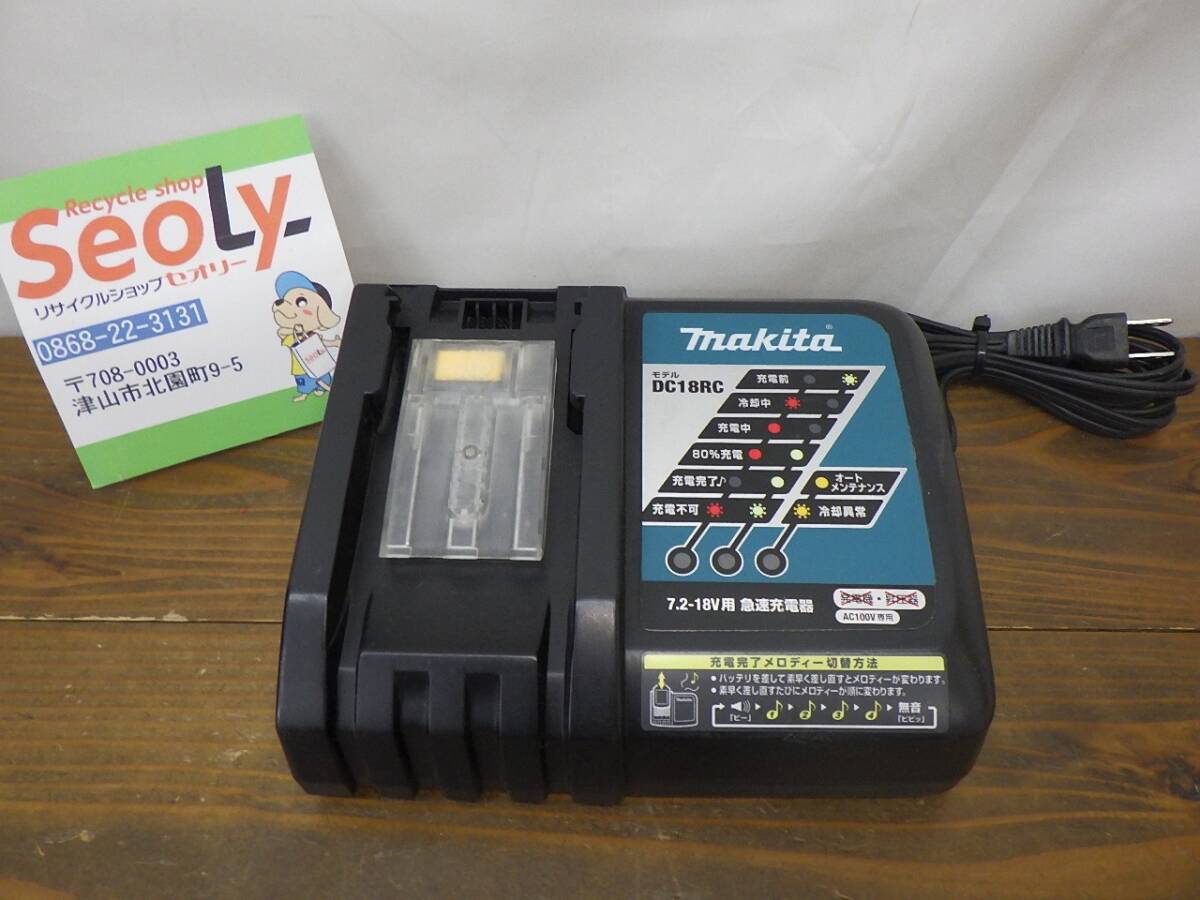 Recycle shop
Seoly
リサイクルショップ セオリー
0868-22-3131
〒708-0003
津山市北園町9-5
Seoly
makita®
モデル
DC18RC
充電前
冷却中
充電中
80%充電
充電完了♪
オート
メンテナンス
充電不可
冷却異常
7.2-18V用 急速充電器
AC100V専用
充電完了メロディー切替方法
●バッテリを差して素早く差し直すとメロディーが変わります。
●素早く差し直すたびにメロディーが順に変わります。
makita
1
2
3
4
無音
「ピー」
「ピピッ」